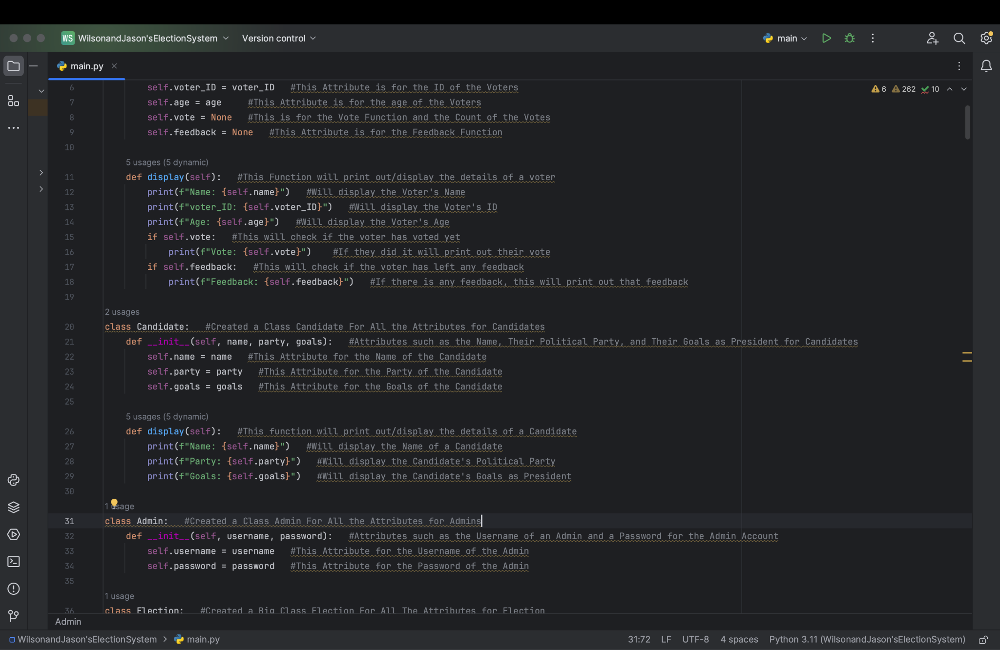 WS WilsonandJason'sElectionSystem Version control main
main.py
6 262 10
6 self.voter_ID = voter_ID   #This Attribute is for the ID of the Voters
7 self.age = age     #This Attribute is for the age of the Voters
8 self.vote = None   #This is for the Vote Function and the Count of the Votes
9 self.feedback = None   #This Attribute is for the Feedback Function
10
5 usages (5 dynamic)
11 def display(self):   #This Function will print out/display the details of a voter
12 print(f"Name: {self.name}")   #Will display the Voter's Name
13 print(f"voter_ID: {self.voter_ID}")   #Will display the Voter's ID
14 print(f"Age: {self.age}")   #Will display the Voter's Age
15 if self.vote:   #This will check if the voter has voted yet
16 print(f"Vote: {self.vote}")    #If they did it will print out their vote
17 if self.feedback:   #This will check if the voter has left any feedback
18 print(f"Feedback: {self.feedback}")   #If there is any feedback, this will print out that feedback
19
2 usages
20 class Candidate:   #Created a Class Candidate For All the Attributes for Candidates
21 def __init__(self, name, party, goals):   #Attributes such as the Name, Their Political Party, and Their Goals as President for Candidates
22 self.name = name   #This Attribute for the Name of the Candidate
23 self.party = party   #This Attribute for the Party of the Candidate
24 self.goals = goals   #This Attribute for the Goals of the Candidate
25
5 usages (5 dynamic)
26 def display(self):   #This function will print out/display the details of a Candidate
27 print(f"Name: {self.name}")   #Will display the Name of a Candidate
28 print(f"Party: {self.party}")   #Will display the Candidate's Political Party
29 print(f"Goals: {self.goals}")   #Will display the Candidate's Goals as President
30
1 usage
31 class Admin:   #Created a Class Admin For All the Attributes for Admins
32 def __init__(self, username, password):   #Attributes such as the Username of an Admin and a Password for the Admin Account
33 self.username = username   #This Attribute for the Username of the Admin
34 self.password = password   #This Attribute for the Password of the Admin
35
1 usage
36 class Election:   #Created a Big Class Election For All The Attributes for Election
Admin
WilsonandJason'sElectionSystem > main.py 31:72 LF UTF-8 4 spaces Python 3.11 (WilsonandJason'sElectionSystem)